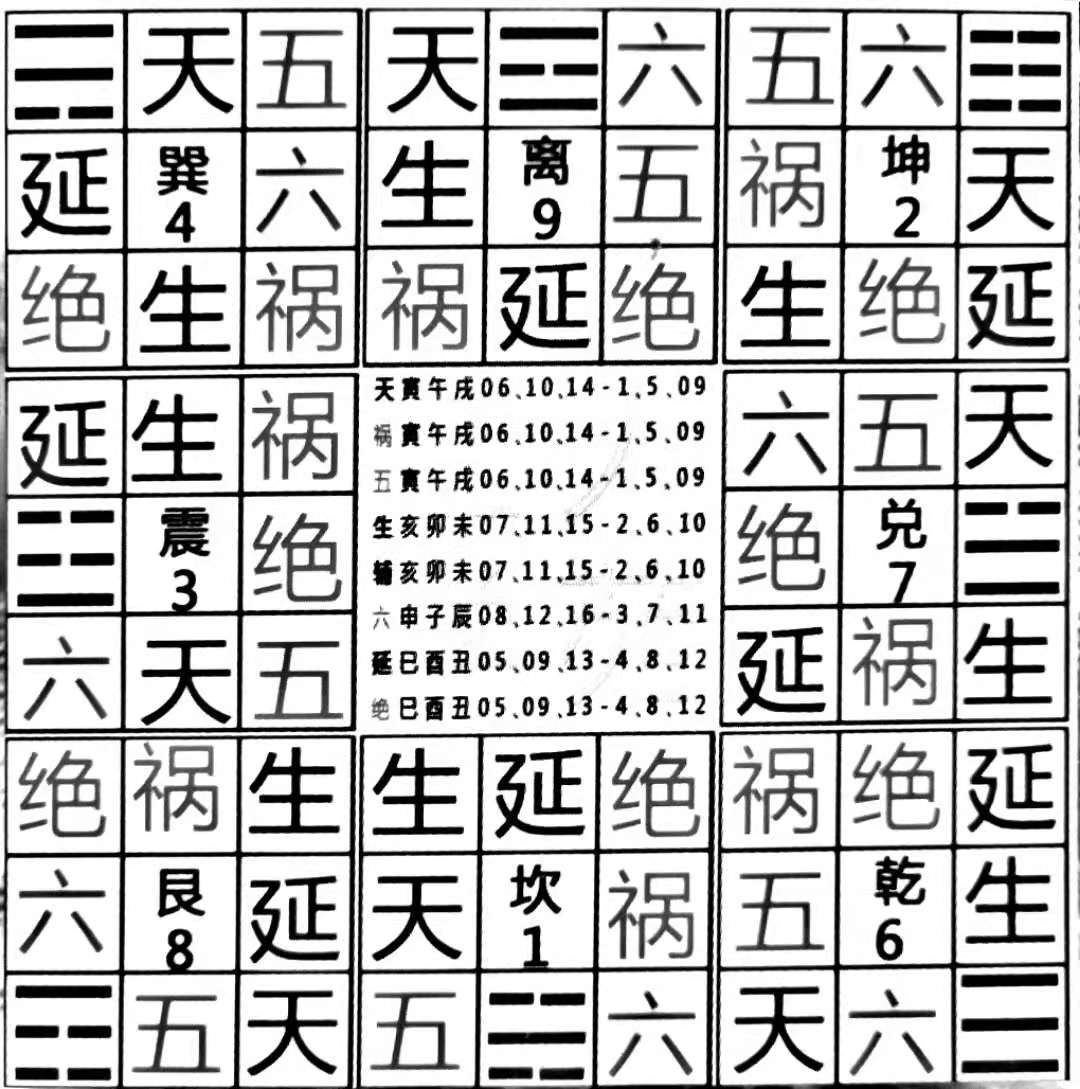 天 五 天 六 五 六
延 巽 六 生 离 五 祸 坤 天
4 9 2
绝 生 祸 祸 延 绝 生 绝 延
延 生 祸
震 绝
3
六 天 五
天寅午戌06、10、14-1、5、09
祸寅午戌06、10、14-1、5、09
五寅午戌06、10、14-1、5、09
生亥卯未07、11、15-2、6、10
輔亥卯未07、11、15-2、6、10
六申子辰08、12、16-3、7、11
延巳酉丑05、09、13-4、8、12
绝巳酉丑05、09、13-4、8、12
六 五 天
绝 兑
7
延 祸 生
绝 祸 生 生 延 绝 祸 绝 延
六 艮 延 天 坎 祸 五 乾 生
8 1 6
五 天 五 六 天 六